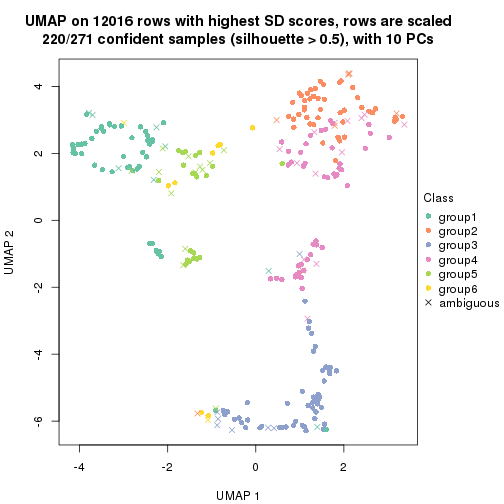 UMAP on 12016 rows with highest SD scores, rows are scaled
220/271 confident samples (silhouette > 0.5), with 10 PCs
4
2
0
-2
-4
-6
UMAP 2
-4
-2
0
2
UMAP 1
Class
group1
group2
group3
group4
group5
group6
ambiguous